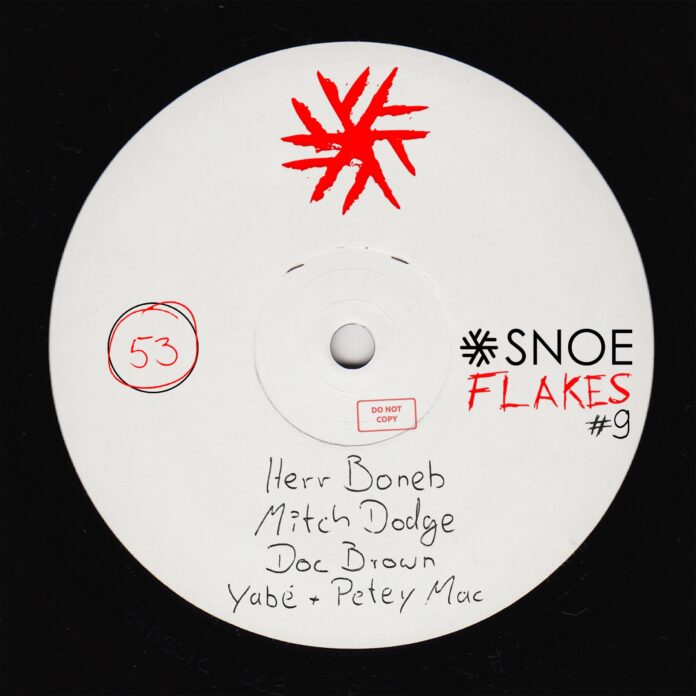 53
SNOE
FLAKES
#9
DO NOT
COPY
Herr Boneb
Mitch Dodge
Doc Brown
Yabé + Petey Mac